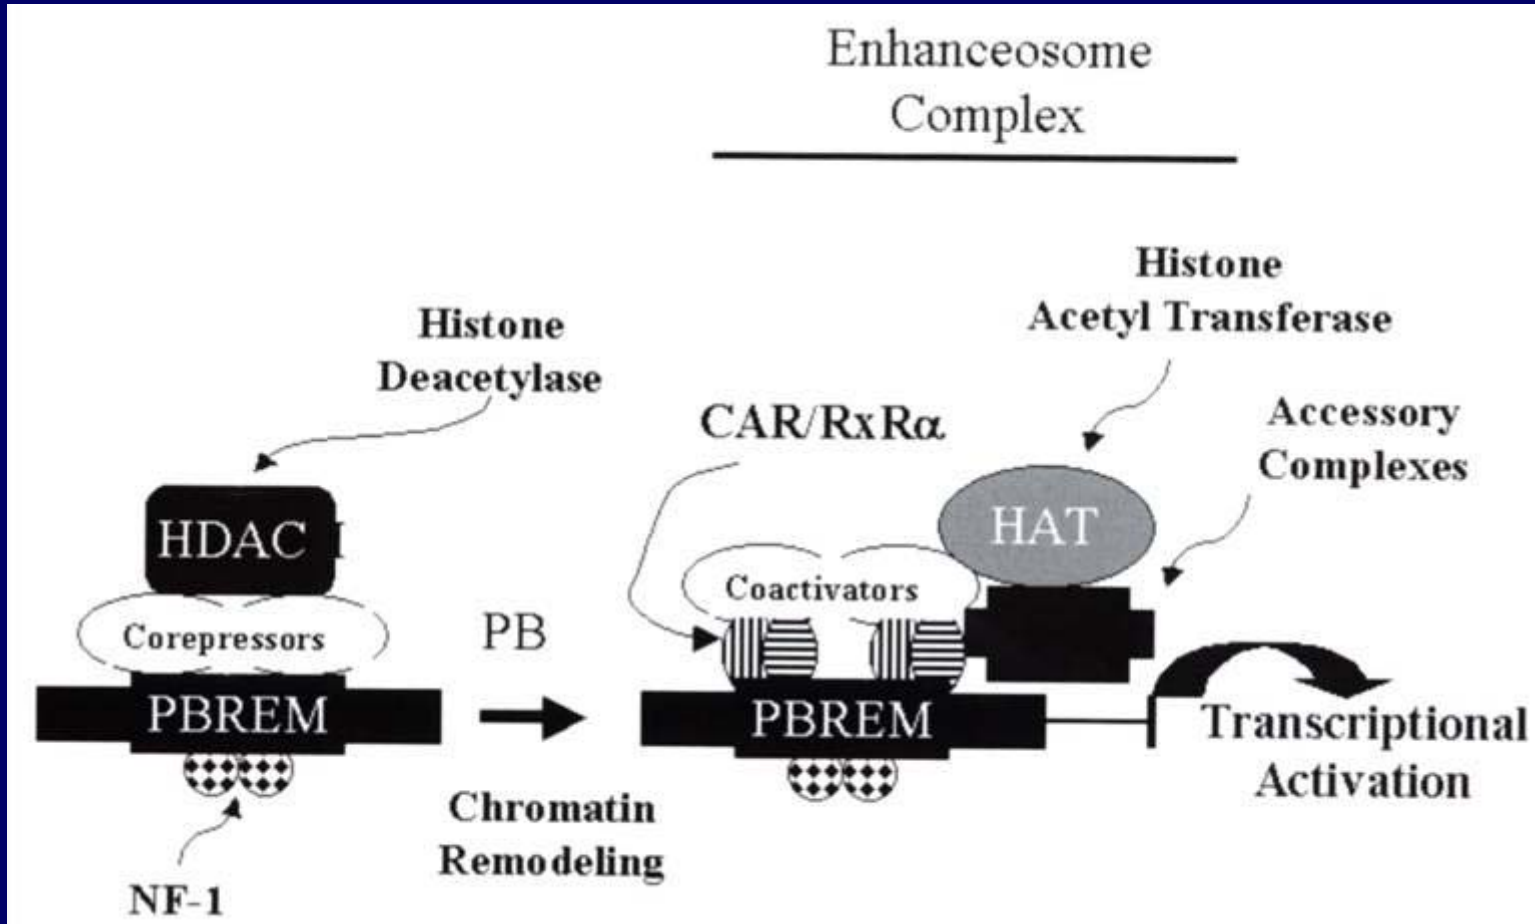 Enhanceosome
Complex
Histone
Deacetylase
HDAC
Corepressors
PBREM
NF-1
PB
Chromatin
Remodeling
CAR/RxRα
Histone
Acetyl Transferase
Accessory
Complexes
HAT
Coactivators
PBREM
Transcriptional
Activation